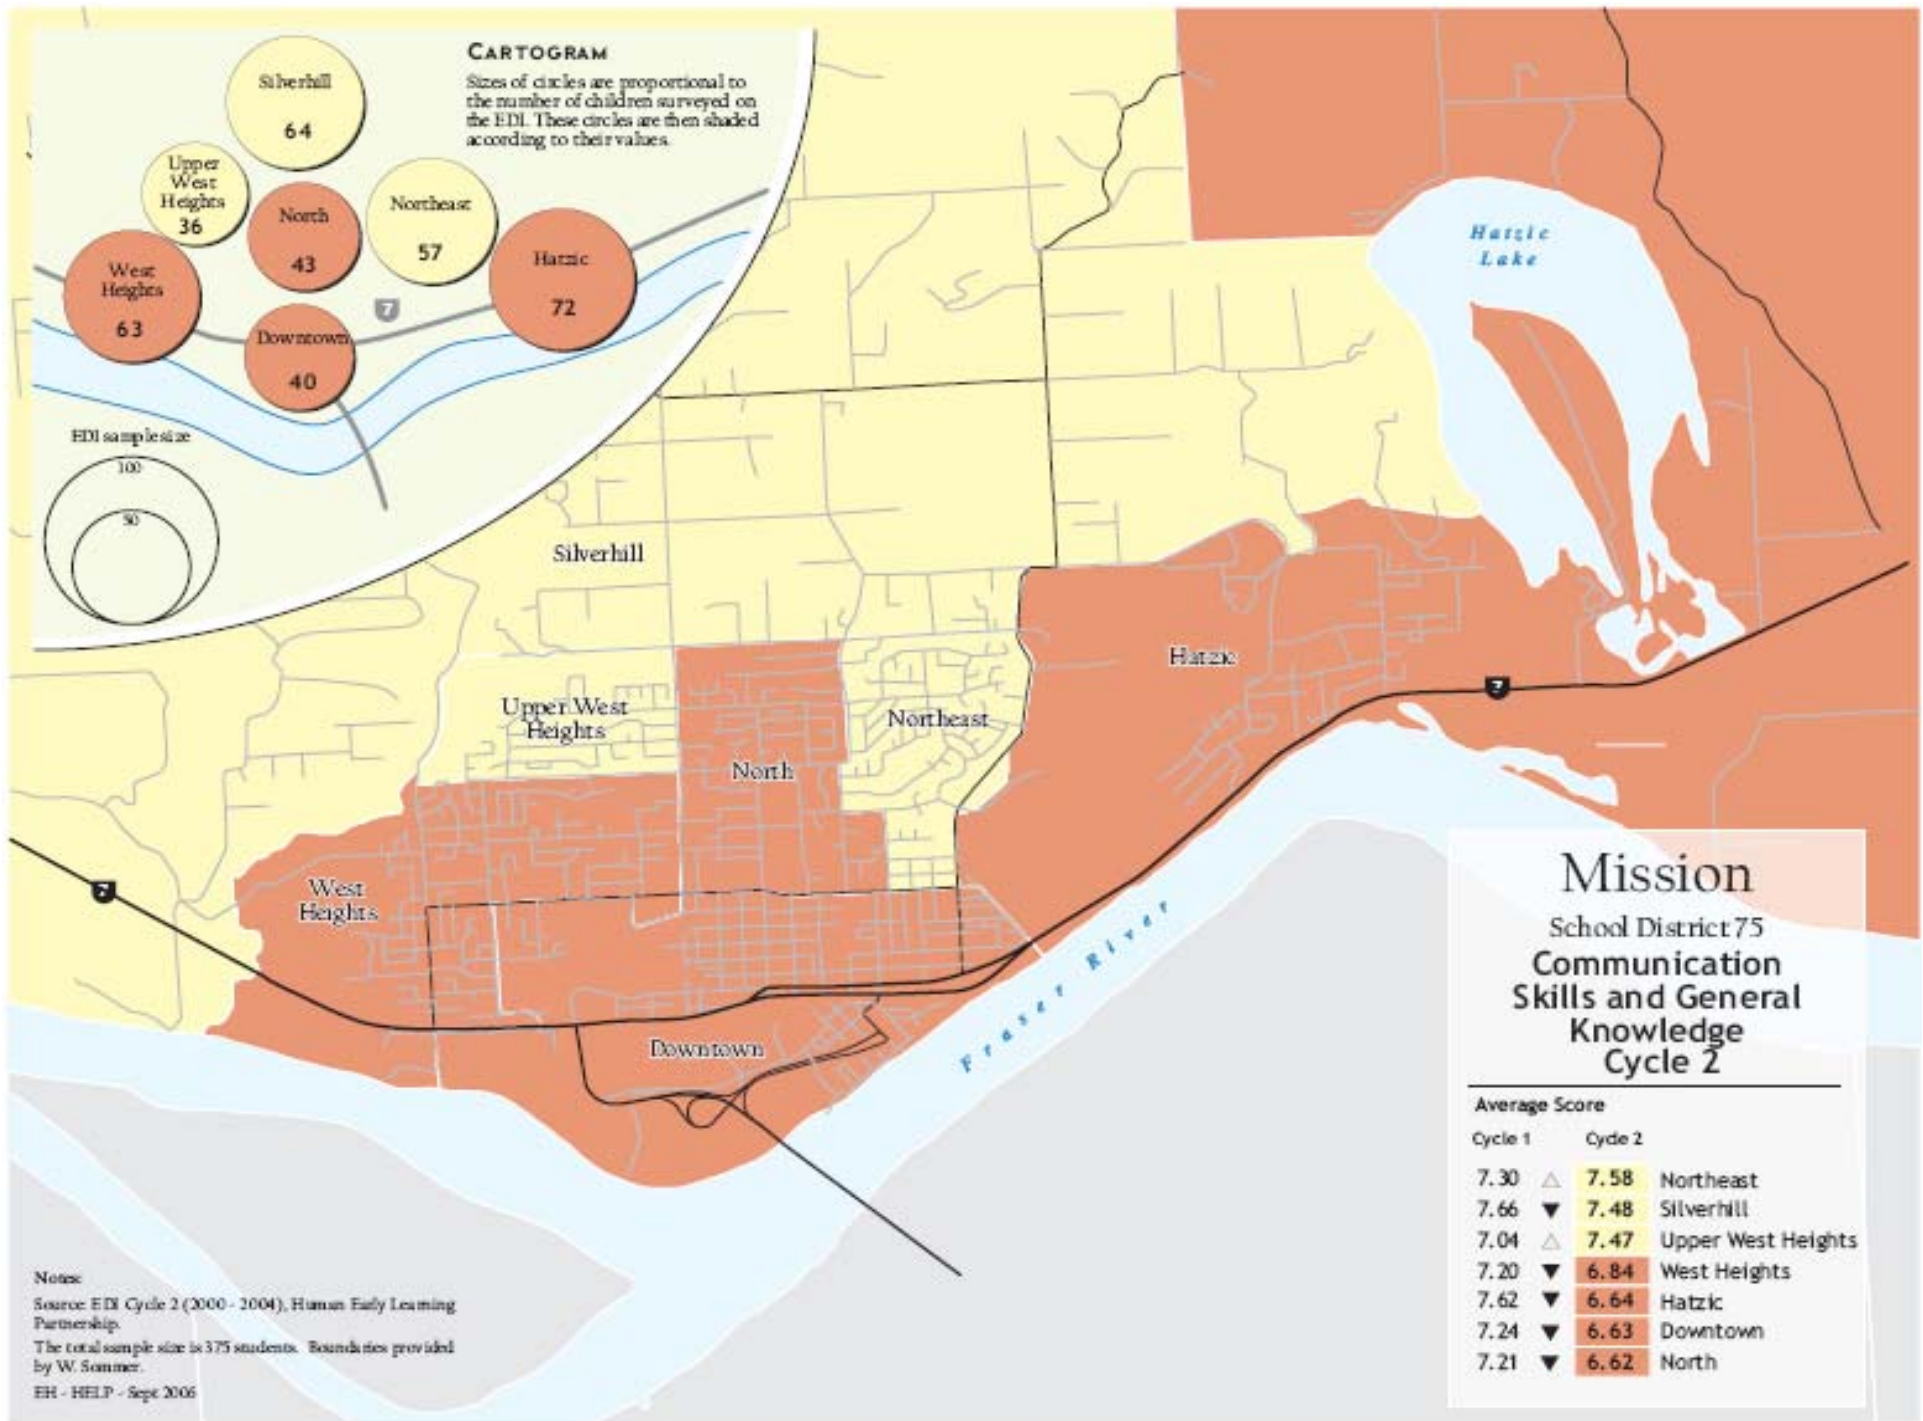 CARTOGRAM
Sizes of circles are proportional to
the number of children surveyed on
the EDI. These circles are then shaded
according to their values.
Silverhill
64
Upper
West
Heights
36
North
43
Northeast
57
West
Heights
63
Hatzic
72
7
Downtown
40
EDI sample size
100
50
Hatzic
Lake
Silverhill
Hatzic
7
Upper West
Heights
Northeast
North
7
West
Heights
Fraser River
Downtown
Mission
School District 75
Communication
Skills and General
Knowledge
Cycle 2
Average Score
Cycle 1 Cycle 2
7.30 △ 7.58 Northeast
7.66 ▼ 7.48 Silverhill
7.04 △ 7.47 Upper West Heights
7.20 ▼ 6.84 West Heights
7.62 ▼ 6.64 Hatzic
7.24 ▼ 6.63 Downtown
7.21 ▼ 6.62 North
Notes:
Source: EDI Cycle 2 (2000 - 2004), Human Early Learning
Partnership.
The total sample size is 375 students. Boundaries provided
by W. Sommer.
EH - HELP - Sept 2006